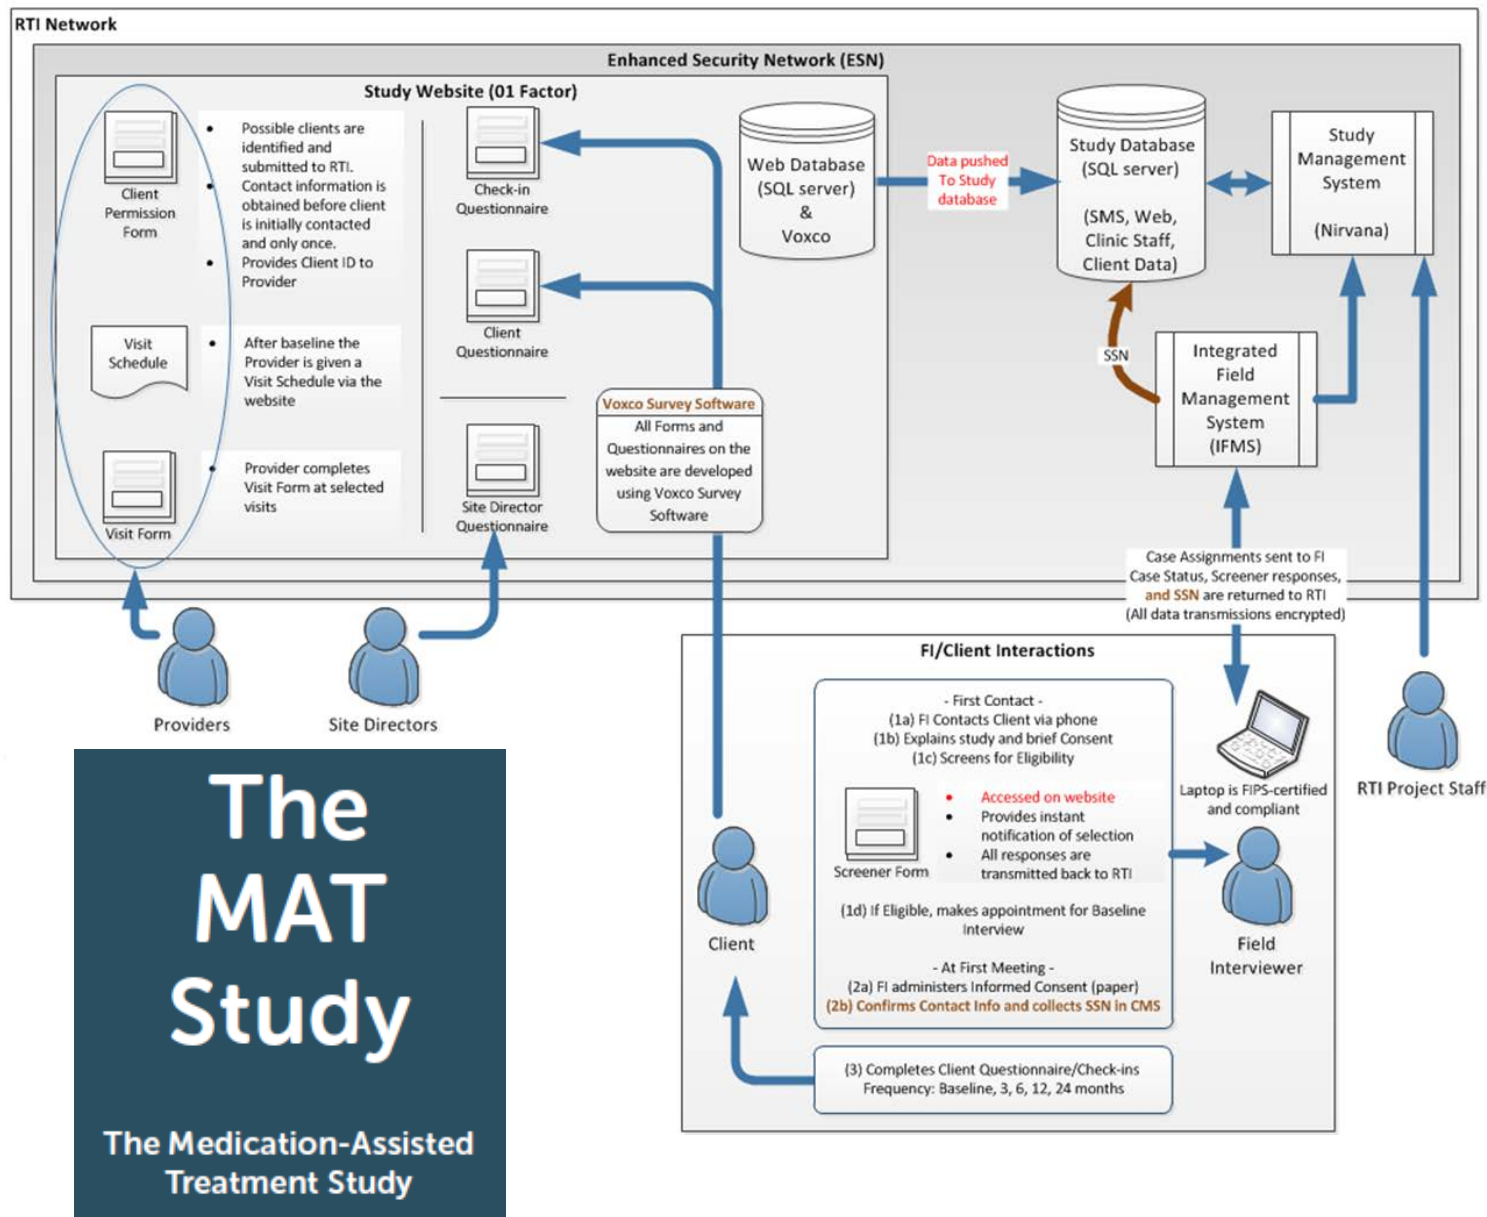 RTI Network
Enhanced Security Network (ESN)
Study Website (01 Factor)
Client
Permission
Form
• Possible clients are
identified and
submitted to RTI.
• Contact information is
obtained before client
is initially contacted
and only once.
• Provides Client ID to
Provider
Visit
Schedule
• After baseline the
Provider is given a
Visit Schedule via the
website
Visit Form
• Provider completes
Visit Form at selected
visits
Check-in
Questionnaire
Client
Questionnaire
Site Director
Questionnaire
Voxco Survey Software
All Forms and
Questionnaires on the
website are developed
using Voxco Survey
Software
Web Database
(SQL server)
&
Voxco
Data pushed
To Study
database
Study Database
(SQL server)
(SMS, Web,
Clinic Staff,
Client Data)
Study
Management
System
(Nirvana)
SSN
Integrated
Field
Management
System
(IFMS)
Case Assignments sent to FI
Case Status, Screener responses,
and SSN are returned to RTI
(All data transmissions encrypted)
Providers
Site Directors
FI/Client Interactions
- First Contact -
(1a) FI Contacts Client via phone
(1b) Explains study and brief Consent
(1c) Screens for Eligibility
Screener Form
• Accessed on website
• Provides instant
notification of selection
• All responses are
transmitted back to RTI
(1d) If Eligible, makes appointment for Baseline
Interview
- At First Meeting -
(2a) FI administers Informed Consent (paper)
(2b) Confirms Contact Info and collects SSN in CMS
(3) Completes Client Questionnaire/Check-ins
Frequency: Baseline, 3, 6, 12, 24 months
Client
Laptop is FIPS-certified
and compliant
Field
Interviewer
RTI Project Staff
The
MAT
Study
The Medication-Assisted
Treatment Study